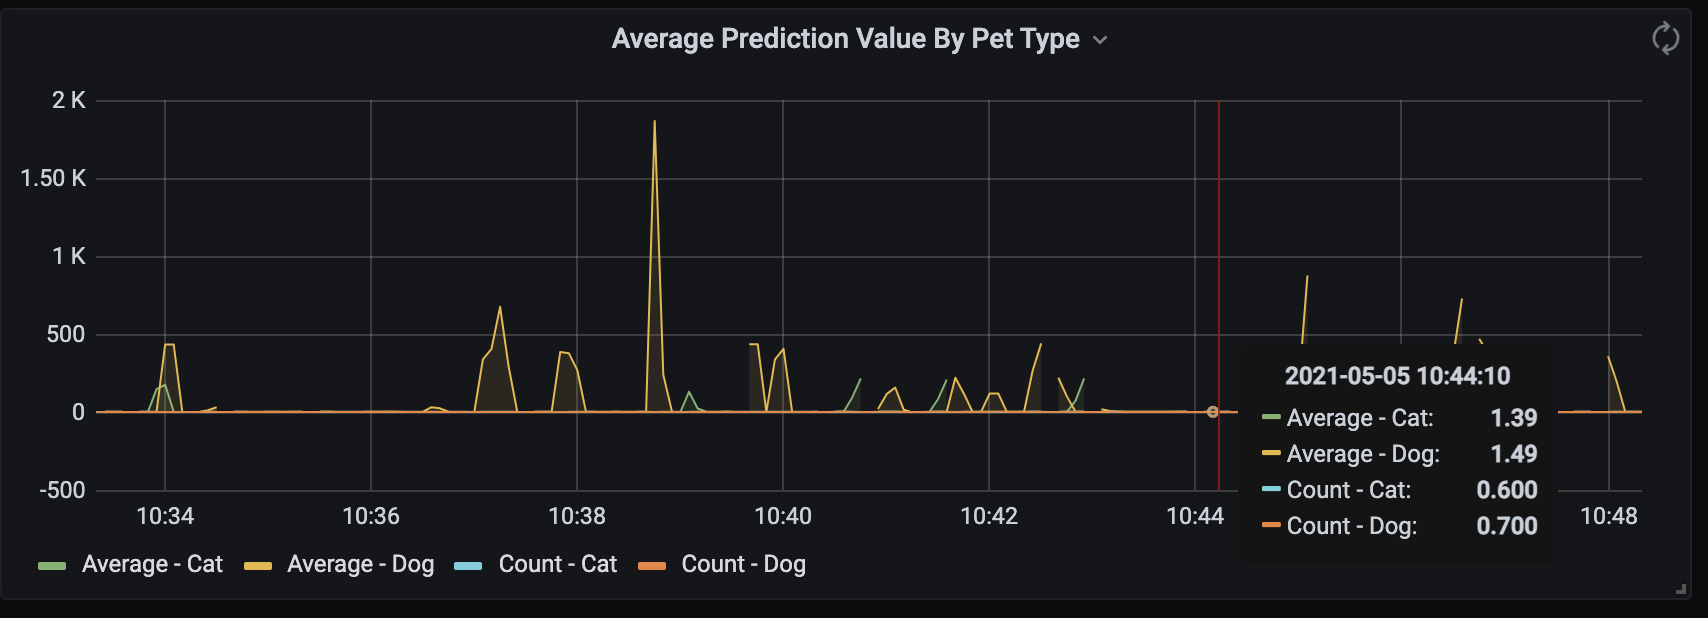 Average Prediction Value By Pet Type
2 K
1.50 K
1 K
500
0
-500
10:34 10:36 10:38 10:40 10:42 10:44 10:48
2021-05-05 10:44:10
Average - Cat: 1.39
Average - Dog: 1.49
Count - Cat: 0.600
Count - Dog: 0.700
Average - Cat Average - Dog Count - Cat Count - Dog